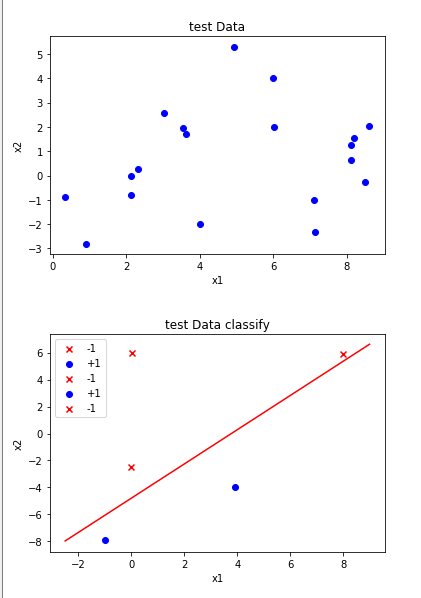 test Data
5
4
3
2
1
0
−1
−2
−3
x2
0 2 4 6 8
x1
test Data classify
6
4
2
0
−2
−4
−6
−8
x2
-1
+1
-1
+1
-1
−2 0 2 4 6 8
x1